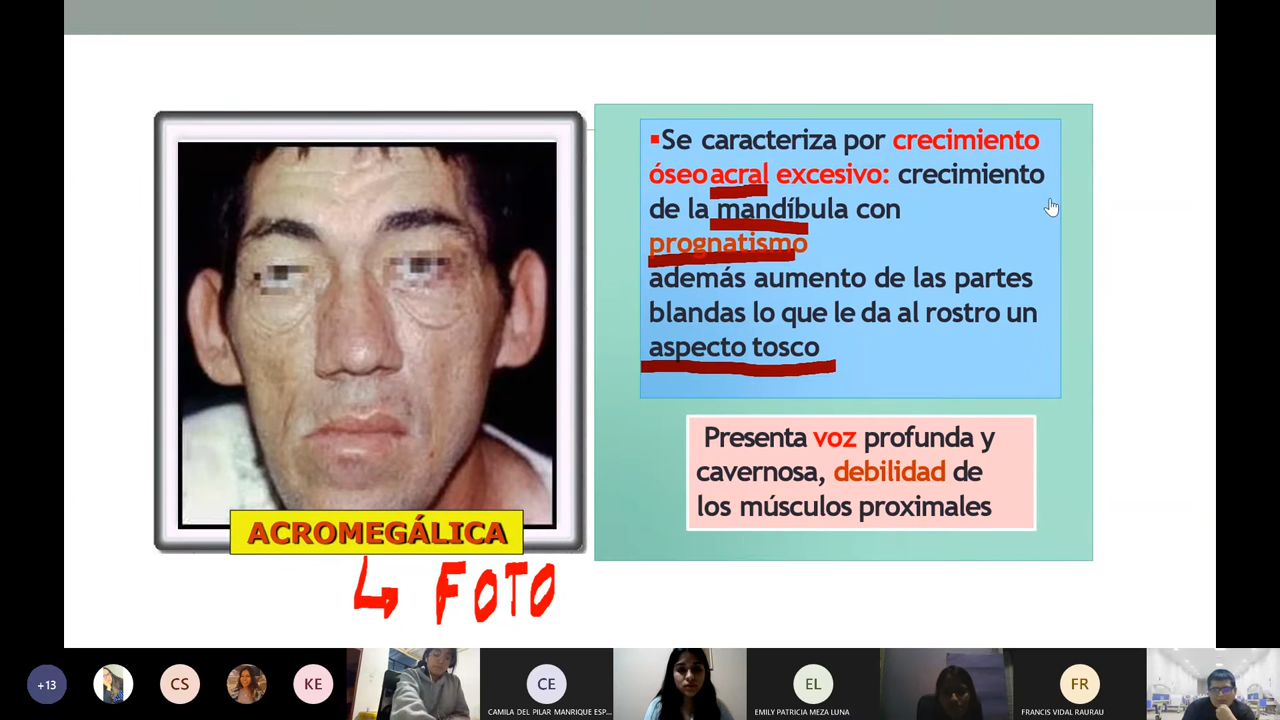 ▪Se caracteriza por crecimiento
óseo acral excesivo: crecimiento
de la mandíbula con
prognatismo
además aumento de las partes
blandas lo que le da al rostro un
aspecto tosco
Presenta voz profunda y
cavernosa, debilidad de
los músculos proximales
ACROMEGÁLICA
↳ FOTO
+13
CS
KE
CE
CAMILA DEL PILAR MANRIQUE ESP...
EL
EMILY PATRICIA MEZA LUNA
FR
FRANCIS VIDAL RAURAU